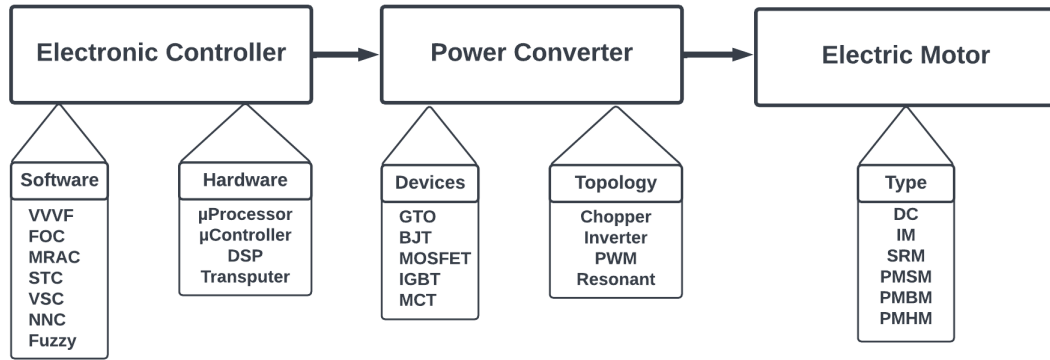 Electronic Controller
Power Converter
Electric Motor
Software
VVVF
FOC
MRAC
STC
VSC
NNC
Fuzzy
Hardware
µProcessor
µController
DSP
Transputer
Devices
GTO
BJT
MOSFET
IGBT
MCT
Topology
Chopper
Inverter
PWM
Resonant
Type
DC
IM
SRM
PMSM
PMBM
PMHM